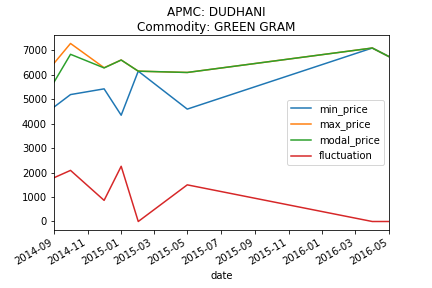 APMC: DUDHANI
Commodity: GREEN GRAM
7000
6000
5000
4000
3000
2000
1000
0
min_price
max_price
modal_price
fluctuation
2014-09
2014-11
2015-01
2015-03
2015-05
2015-07
2015-09
2015-11
2016-01
2016-03
2016-05
date